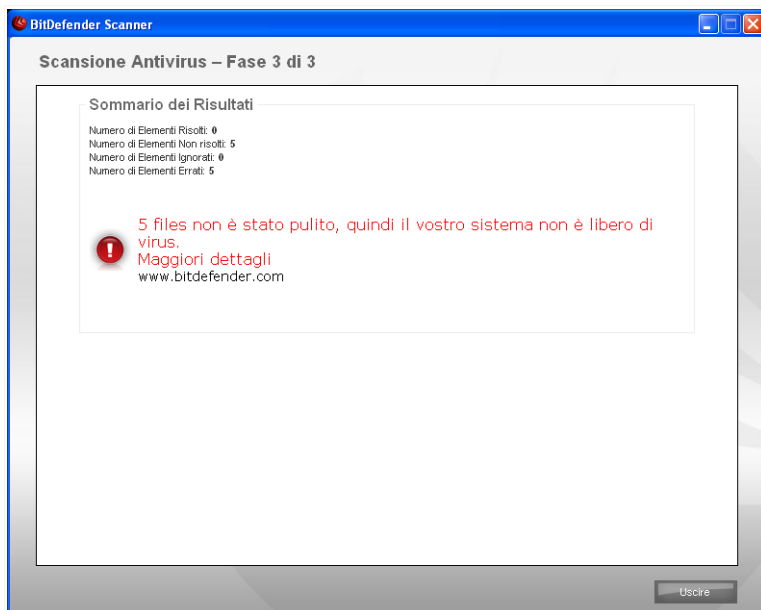 BitDefender Scanner
Scansione Antivirus – Fase 3 di 3
Sommario dei Risultati
Numero di Elementi Risolti: 0
Numero di Elementi Non risolti: 5
Numero di Elementi Ignorati: 0
Numero di Elementi Errati: 5
5 files non è stato pulito, quindi il vostro sistema non è libero di
virus.
Maggiori dettagli
www.bitdefender.com
Uscire